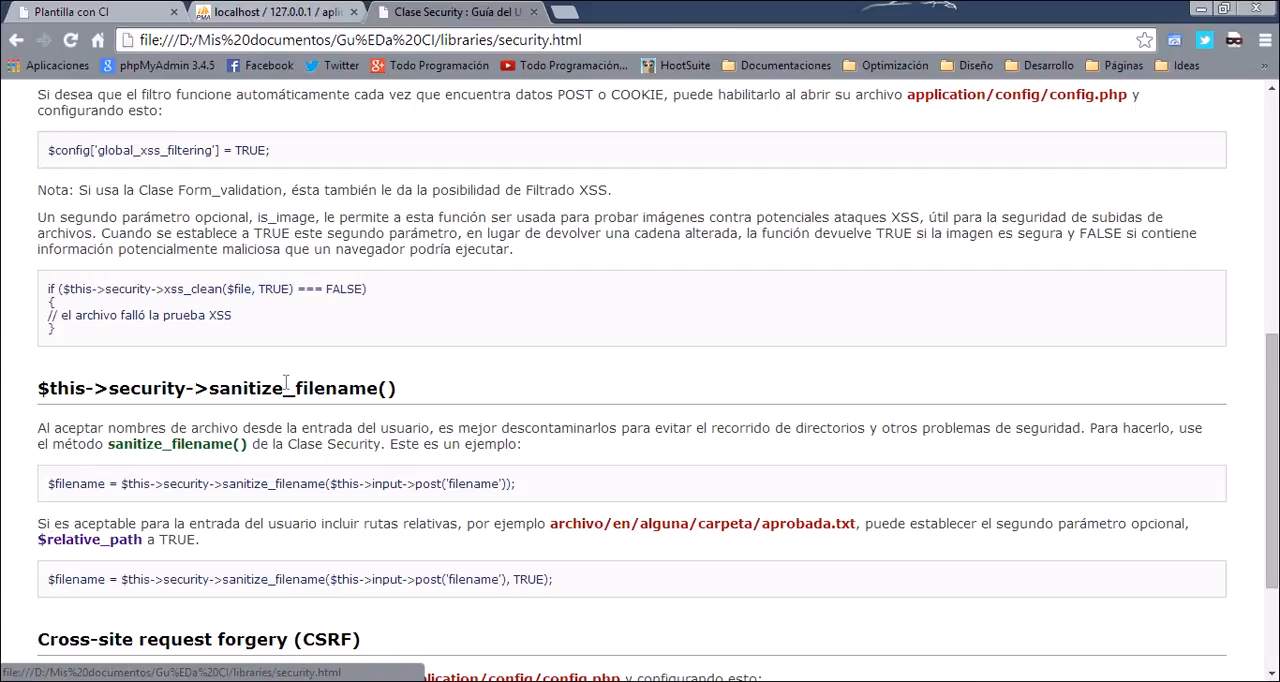 Plantilla con CI
localhost / 127.0.0.1 / apli
Clase Security : Guía del U
file:///D:/Mis%20documentos/Gu%EDa%20CI/libraries/security.html
Aplicaciones phpMyAdmin 3.4.5 Facebook Twitter Todo Programación Todo Programación... HootSuite Documentaciones Optimización Diseño Desarrollo Páginas Ideas »
Si desea que el filtro funcione automáticamente cada vez que encuentra datos POST o COOKIE, puede habilitarlo al abrir su archivo application/config/config.php y
configurando esto:
$config['global_xss_filtering'] = TRUE;
Nota: Si usa la Clase Form_validation, ésta también le da la posibilidad de Filtrado XSS.
Un segundo parámetro opcional, is_image, le permite a esta función ser usada para probar imágenes contra potenciales ataques XSS, útil para la seguridad de subidas de
archivos. Cuando se establece a TRUE este segundo parámetro, en lugar de devolver una cadena alterada, la función devuelve TRUE si la imagen es segura y FALSE si contiene
información potencialmente maliciosa que un navegador podría ejecutar.
if ($this->security->xss_clean($file, TRUE) === FALSE)
{
// el archivo falló la prueba XSS
}
$this->security->sanitize_filename()
Al aceptar nombres de archivo desde la entrada del usuario, es mejor descontaminarlos para evitar el recorrido de directorios y otros problemas de seguridad. Para hacerlo, use
el método sanitize_filename() de la Clase Security. Este es un ejemplo:
$filename = $this->security->sanitize_filename($this->input->post('filename'));
Si es aceptable para la entrada del usuario incluir rutas relativas, por ejemplo archivo/en/alguna/carpeta/aprobada.txt, puede establecer el segundo parámetro opcional,
$relative_path a TRUE.
$filename = $this->security->sanitize_filename($this->input->post('filename'), TRUE);
Cross-site request forgery (CSRF)
file:///D:/Mis%20documentos/Gu%EDa%20CI/libraries/security.html
plication/config/config.php y configurando esto: